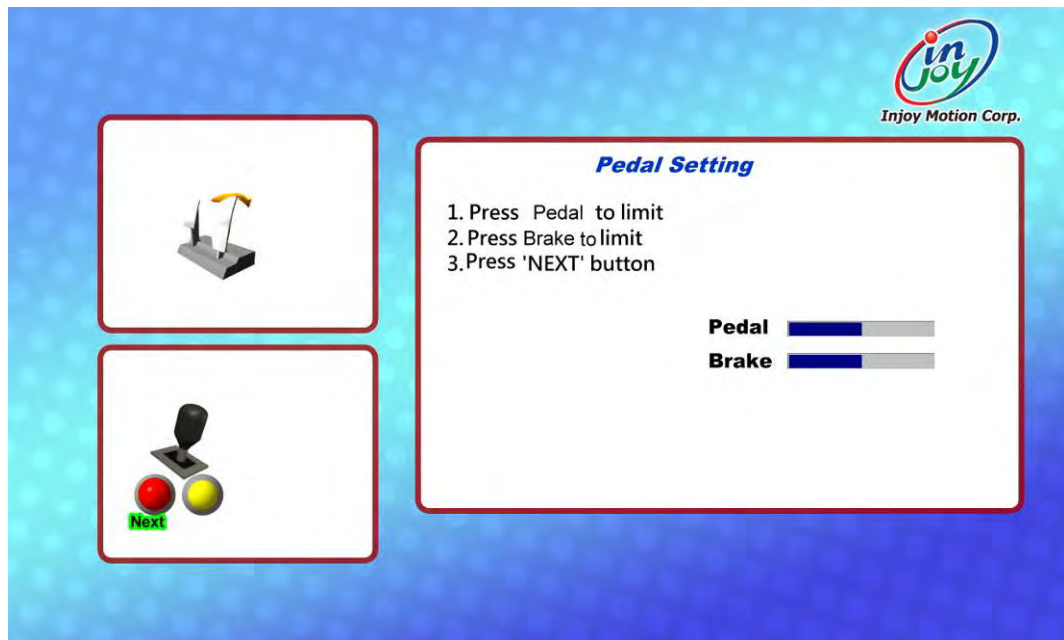 in
joy
Injoy Motion Corp.
Pedal Setting
1. Press Pedal to limit
2. Press Brake to limit
3. Press 'NEXT' button
Pedal
Brake
Next